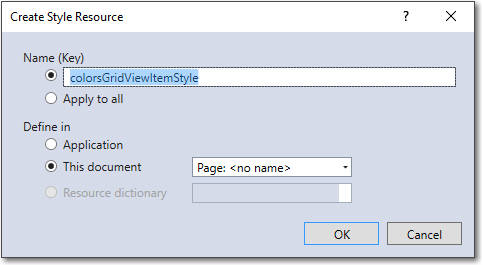 Create Style Resource ? ×
Name (Key)
colorsGridViewItemStyle
Apply to all
Define in
Application
This document Page: <no name>
Resource dictionary
OK Cancel